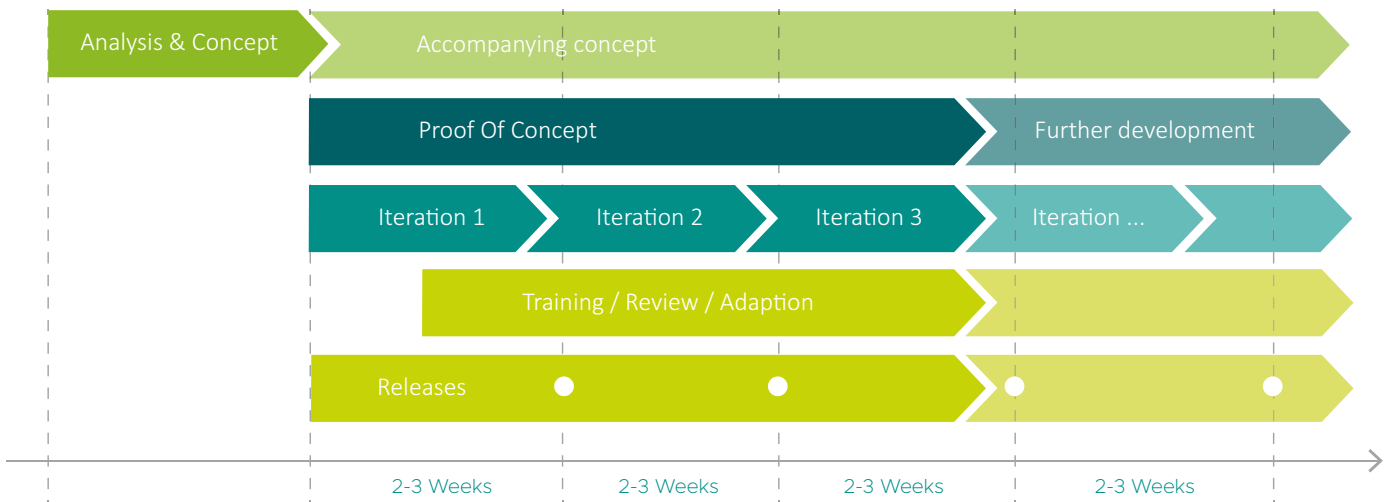 Analysis & Concept
Accompanying concept
Proof Of Concept
Further development
Iteration 1
Iteration 2
Iteration 3
Iteration ...
Training / Review / Adaption
Releases
2-3 Weeks
2-3 Weeks
2-3 Weeks
2-3 Weeks